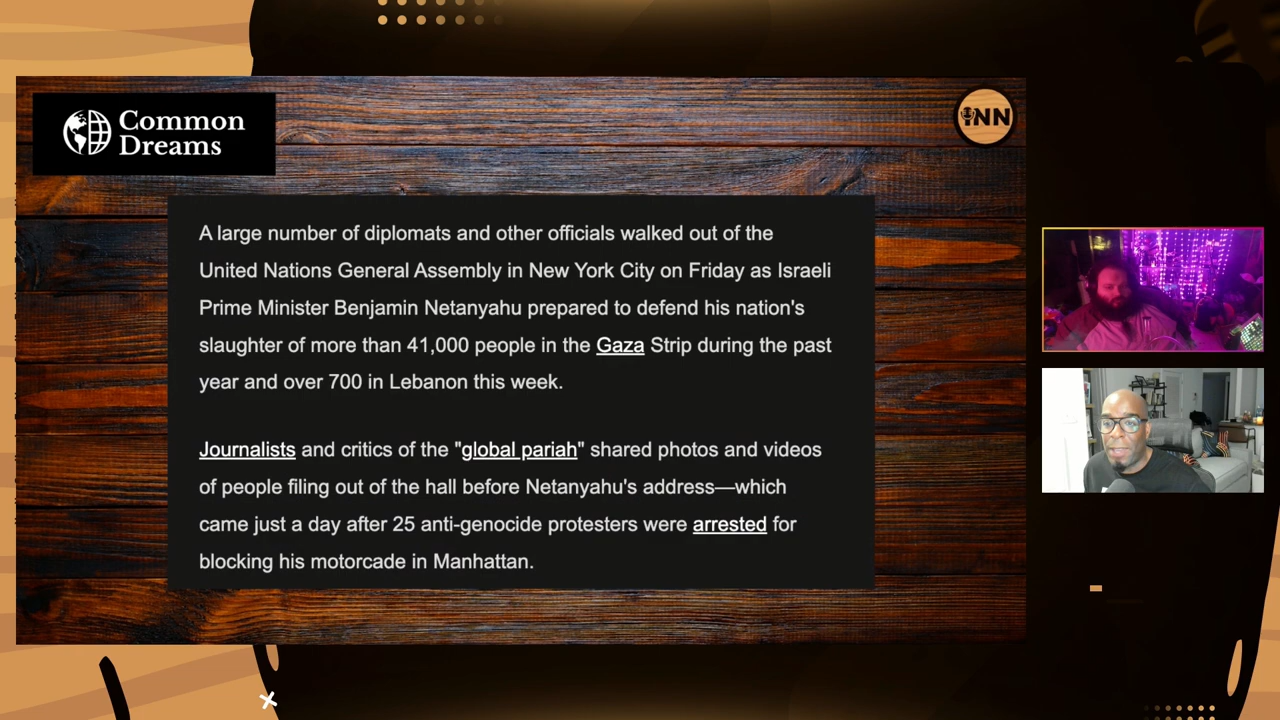 Common
Dreams
iNN
A large number of diplomats and other officials walked out of the
United Nations General Assembly in New York City on Friday as Israeli
Prime Minister Benjamin Netanyahu prepared to defend his nation's
slaughter of more than 41,000 people in the Gaza Strip during the past
year and over 700 in Lebanon this week.
Journalists and critics of the "global pariah" shared photos and videos
of people filing out of the hall before Netanyahu's address—which
came just a day after 25 anti-genocide protesters were arrested for
blocking his motorcade in Manhattan.